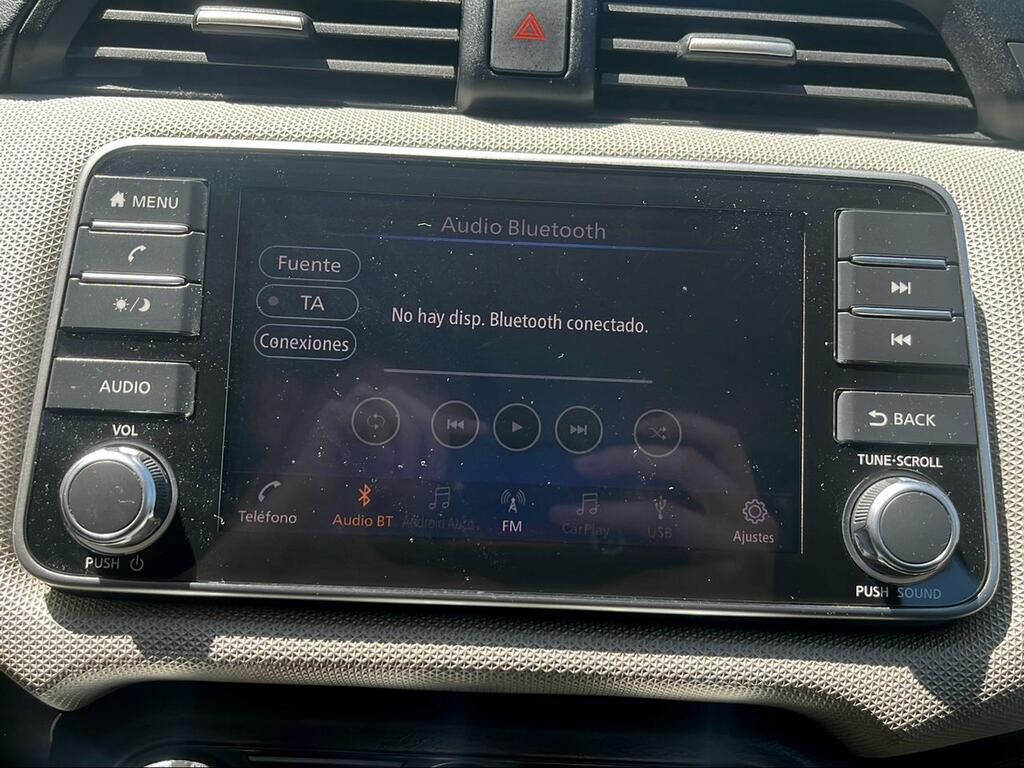 MENU
AUDIO
VOL
PUSH
Audio Bluetooth
Fuente
TA
Conexiones
No hay disp. Bluetooth conectado.
Teléfono
Audio BT
Android Auto
FM
CarPlay
USB
Ajustes
BACK
TUNE·SCROLL
PUSH SOUND